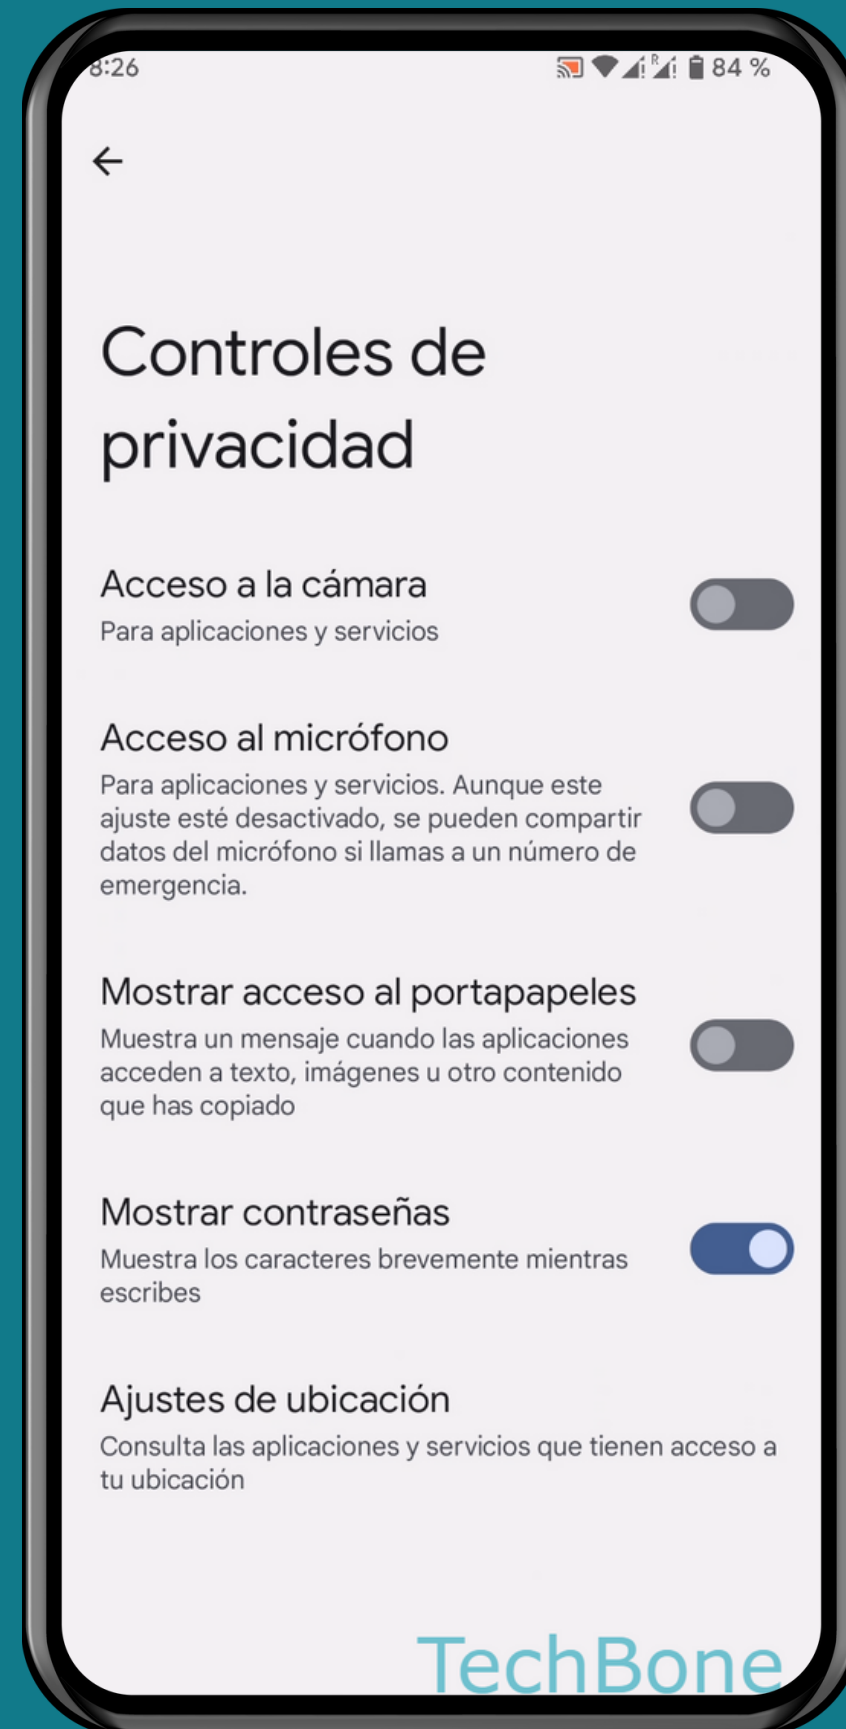 8:26 R 84 %
Controles de
privacidad
Acceso a la cámara
Para aplicaciones y servicios
Acceso al micrófono
Para aplicaciones y servicios. Aunque este
ajuste esté desactivado, se pueden compartir
datos del micrófono si llamas a un número de
emergencia.
Mostrar acceso al portapapeles
Muestra un mensaje cuando las aplicaciones
acceden a texto, imágenes u otro contenido
que has copiado
Mostrar contraseñas
Muestra los caracteres brevemente mientras
escribes
Ajustes de ubicación
Consulta las aplicaciones y servicios que tienen acceso a
tu ubicación
TechBone